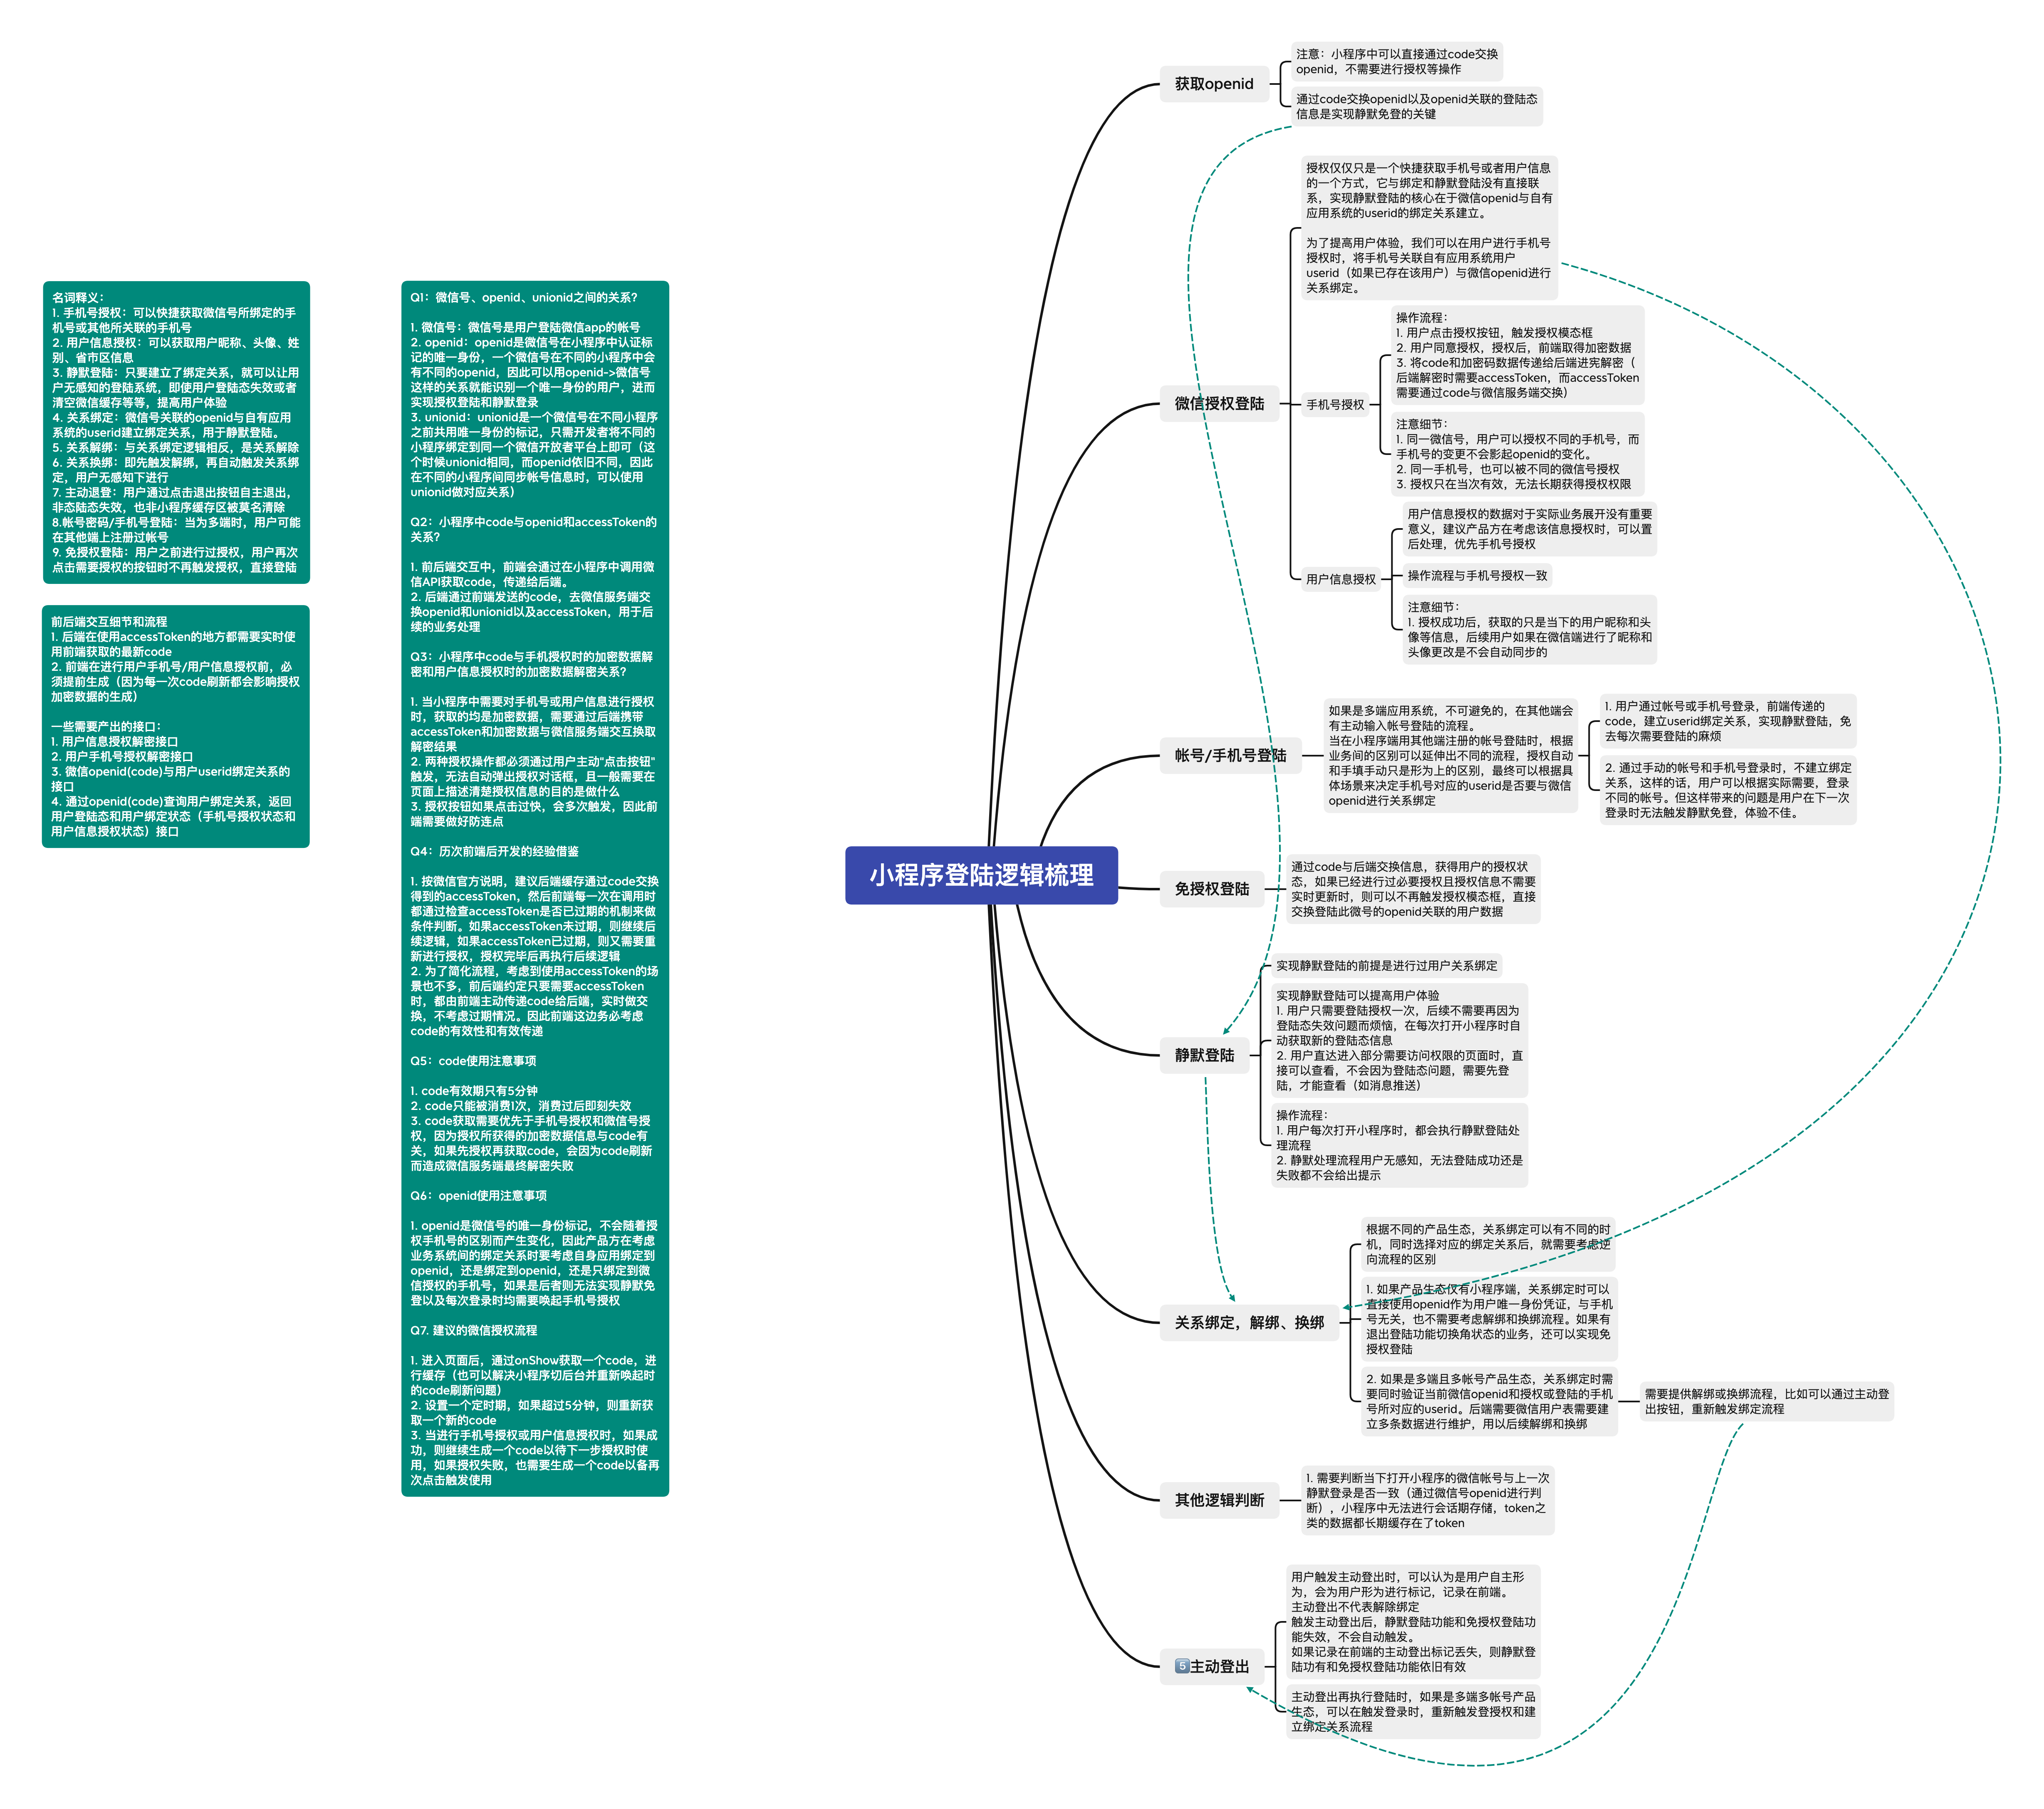 名词释义：
1. 手机号授权：可以快捷获取微信号所绑定的手
机号或其他所关联的手机号
2. 用户信息授权：可以获取用户昵称、头像、姓
别、省市区信息
3. 静默登陆：只要建立了绑定关系，就可以让用
户无感知的登陆系统，即使用户登陆态失效或者
清空微信缓存等等，提高用户体验
4. 关系绑定：微信号关联的openid与自有应用
系统的userid建立绑定关系，用于静默登陆。
5. 关系解绑：与关系绑定逻辑相反，是关系解除
6. 关系换绑：即先触发解绑，再自动触发关系绑
定，用户无感知下进行
7. 主动退登：用户通过点击退出按钮自主退出，
非态陆态失效，也非小程序缓存区被莫名清除
8.帐号密码/手机号登陆：当为多端时，用户可能
在其他端上注册过帐号
9. 免授权登陆：用户之前进行过授权，用户再次
点击需要授权的按钮时不再触发授权，直接登陆
前后端交互细节和流程
1. 后端在使用accessToken的地方都需要实时使
用前端获取的最新code
2. 前端在进行用户手机号/用户信息授权前，必
须提前生成（因为每一次code刷新都会影响授权
加密数据的生成）
一些需要产出的接口：
1. 用户信息授权解密接口
2. 用户手机号授权解密接口
3. 微信openid(code)与用户userid绑定关系的
接口
4. 通过openid(code)查询用户绑定关系，返回
用户登陆态和用户绑定状态（手机号授权状态和
用户信息授权状态）接口
Q1：微信号、openid、unionid之间的关系？
1. 微信号：微信号是用户登陆微信app的帐号
2. openid：openid是微信号在小程序中认证标
记的唯一身份，一个微信号在不同的小程序中会
有不同的openid，因此可以用openid->微信号
这样的关系就能识别一个唯一身份的用户，进而
实现授权登陆和静默登录
3. unionid：unionid是一个微信号在不同小程序
之前共用唯一身份的标记，只需开发者将不同的
小程序绑定到同一个微信开放者平台上即可（这
个时候unionid相同，而openid依旧不同，因此
在不同的小程序间同步帐号信息时，可以使用
unionid做对应关系）
Q2：小程序中code与openid和accessToken的
关系？
1. 前后端交互中，前端会通过在小程序中调用微
信API获取code，传递给后端。
2. 后端通过前端发送的code，去微信服务端交
换openid和unionid以及accessToken，用于后
续的业务处理
Q3：小程序中code与手机授权时的加密数据解
密和用户信息授权时的加密数据解密关系？
1. 当小程序中需要对手机号或用户信息进行授权
时，获取的均是加密数据，需要通过后端携带
accessToken和加密数据与微信服务端交互换取
解密结果
2. 两种授权操作都必须通过用户主动"点击按钮"
触发，无法自动弹出授权对话框，且一般需要在
页面上描述清楚授权信息的目的是做什么
3. 授权按钮如果点击过快，会多次触发，因此前
端需要做好防连点
Q4：历次前端后开发的经验借鉴
1. 按微信官方说明，建议后端缓存通过code交换
得到的accessToken，然后前端每一次在调用时
都通过检查accessToken是否已过期的机制来做
条件判断。如果accessToken未过期，则继续后
续逻辑，如果accessToken已过期，则又需要重
新进行授权，授权完毕后再执行后续逻辑
2. 为了简化流程，考虑到使用accessToken的场
景也不多，前后端约定只要需要accessToken
时，都由前端主动传递code给后端，实时做交
换，不考虑过期情况。因此前端这边务必考虑
code的有效性和有效传递
Q5：code使用注意事项
1. code有效期只有5分钟
2. code只能被消费1次，消费过后即刻失效
3. code获取需要优先于手机号授权和微信号授
权，因为授权所获得的加密数据信息与code有
关，如果先授权再获取code，会因为code刷新
而造成微信服务端最终解密失败
Q6：openid使用注意事项
1. openid是微信号的唯一身份标记，不会随着授
权手机号的区别而产生变化，因此产品方在考虑
业务系统间的绑定关系时要考虑自身应用绑定到
openid，还是绑定到openid，还是只绑定到微
信授权的手机号，如果是后者则无法实现静默免
登以及每次登录时均需要唤起手机号授权
Q7. 建议的微信授权流程
1. 进入页面后，通过onShow获取一个code，进
行缓存（也可以解决小程序切后台并重新唤起时
的code刷新问题）
2. 设置一个定时期，如果超过5分钟，则重新获
取一个新的code
3. 当进行手机号授权或用户信息授权时，如果成
功，则继续生成一个code以待下一步授权时使
用，如果授权失败，也需要生成一个code以备再
次点击触发使用
小程序登陆逻辑梳理
获取openid
注意：小程序中可以直接通过code交换
openid，不需要进行授权等操作
通过code交换openid以及openid关联的登陆态
信息是实现静默免登的关键
微信授权登陆
授权仅仅只是一个快捷获取手机号或者用户信息
的一个方式，它与绑定和静默登陆没有直接联
系，实现静默登陆的核心在于微信openid与自有
应用系统的userid的绑定关系建立。
为了提高用户体验，我们可以在用户进行手机号
授权时，将手机号关联自有应用系统用户
userid（如果已存在该用户）与微信openid进行
关系绑定。
手机号授权
操作流程：
1. 用户点击授权按钮，触发授权模态框
2. 用户同意授权，授权后，前端取得加密数据
3. 将code和加密码数据传递给后端进宪解密（
后端解密时需要accessToken，而accessToken
需要通过code与微信服务端交换）
注意细节：
1. 同一微信号，用户可以授权不同的手机号，而
手机号的变更不会影起openid的变化。
2. 同一手机号，也可以被不同的微信号授权
3. 授权只在当次有效，无法长期获得授权权限
用户信息授权
用户信息授权的数据对于实际业务展开没有重要
意义，建议产品方在考虑该信息授权时，可以置
后处理，优先手机号授权
操作流程与手机号授权一致
注意细节：
1. 授权成功后，获取的只是当下的用户昵称和头
像等信息，后续用户如果在微信端进行了昵称和
头像更改是不会自动同步的
帐号/手机号登陆
如果是多端应用系统，不可避免的，在其他端会
有主动输入帐号登陆的流程。
当在小程序端用其他端注册的帐号登陆时，根据
业务间的区别可以延伸出不同的流程，授权自动
和手填手动只是形为上的区别，最终可以根据具
体场景来决定手机号对应的userid是否要与微信
openid进行关系绑定
1. 用户通过帐号或手机号登录，前端传递的
code，建立userid绑定关系，实现静默登陆，免
去每次需要登陆的麻烦
2. 通过手动的帐号和手机号登陆时，不建立绑定
关系，这样的话，用户可以根据实际需要，登录
不同的帐号。但这样带来的问题是用户在下一次
登录时无法触发静默免登，体验不佳。
免授权登陆
通过code与后端交换信息，获得用户的授权状
态，如果已经进行过必要授权且授权信息不需要
实时更新时，则可以不再触发授权模态框，直接
交换登陆此微号的openid关联的用户数据
静默登陆
实现静默登陆的前提是进行过用户关系绑定
实现静默登陆可以提高用户体验
1. 用户只需要登陆授权一次，后续不需要再因为
登陆态失效问题而烦恼，在每次打开小程序时自
动获取新的登陆态信息
2. 用户直达进入部分需要访问权限的页面时，直
接可以查看，不会因为登陆态问题，需要先登
陆，才能查看（如消息推送）
操作流程：
1. 用户每次打开小程序时，都会执行静默登陆处
理流程
2. 静默处理流程用户无感知，无法登陆成功还是
失败都不会给出提示
关系绑定，解绑、换绑
根据不同的产品生态，关系绑定可以有不同的时
机，同时选择对应的绑定关系后，就需要考虑逆
向流程的区别
1. 如果产品生态仅有小程序端，关系绑定时可以
直接使用openid作为用户唯一身份凭证，与手机
号无关，也不需要考虑解绑和换绑流程。如果有
退出登陆功能切换角状态的业务，还可以实现免
授权登陆
2. 如果是多端且多帐号产品生态，关系绑定时需
要同时验证当前微信openid和授权或登陆的手机
号所对应的userid。后端需要微信用户表需要建
立多条数据进行维护，用以后续解绑和换绑
需要提供解绑或换绑流程，比如可以通过主动登
出按钮，重新触发绑定流程
其他逻辑判断
1. 需要判断当下打开小程序的微信帐号与上一次
静默登录是否一致（通过微信号openid进行判
断），小程序中无法进行会话期存储，token之
类的数据都长期缓存在了token
5主动登出
用户触发主动登出时，可以认为是用户自主形
为，会为用户形为进行标记，记录在前端。
主动登出不代表解除绑定
触发主动登出后，静默登陆功能和免授权登陆功
能失效，不会自动触发。
如果记录在前端的主动登出标记丢失，则静默登
陆功有和免授权登陆功能依旧有效
主动登出再执行登陆时，如果是多端多帐号产品
生态，可以在触发登录时，重新触发登授权和建
立绑定关系流程